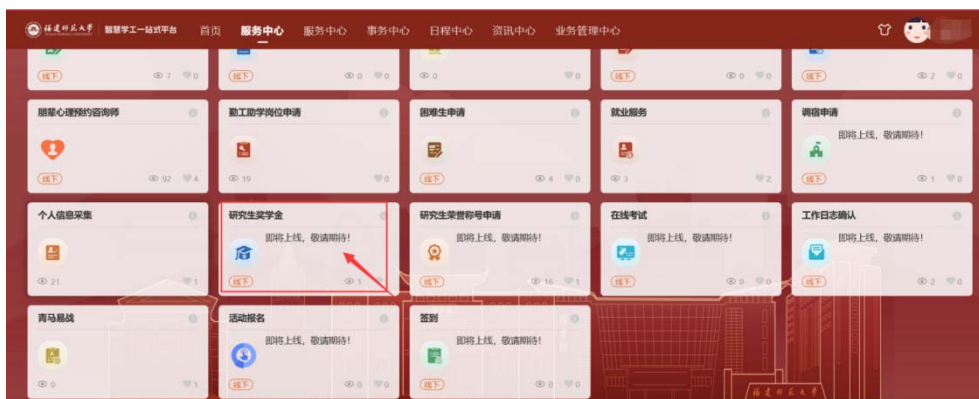 福建师范大学 智慧学工一站式平台 首页 服务中心 服务中心 事务中心 日程中心 资讯中心 业务管理中心
线下 2 0 线下 0 0 0 0 线下 0 0 线下 2 0
朋辈心理预约咨询师 勤工助学岗位申请 困难生申请 就业服务 调宿申请
即将上线，敬请期待！
线下 92 4 19 0 线下 4 0 3 2 线下 1 0
个人信息采集 研究生奖学金 研究生荣誉称号申请 在线考试 工作日志确认
即将上线，敬请期待！ 即将上线，敬请期待！ 即将上线，敬请期待！ 即将上线，敬请期待！
21 1 线下 1 线下 16 1 线下 0 0 线下 2 0
青马易战 活动报名 签到
即将上线，敬请期待！ 即将上线，敬请期待！
0 1 线下 0 0 线下 0 0
福建师范大学